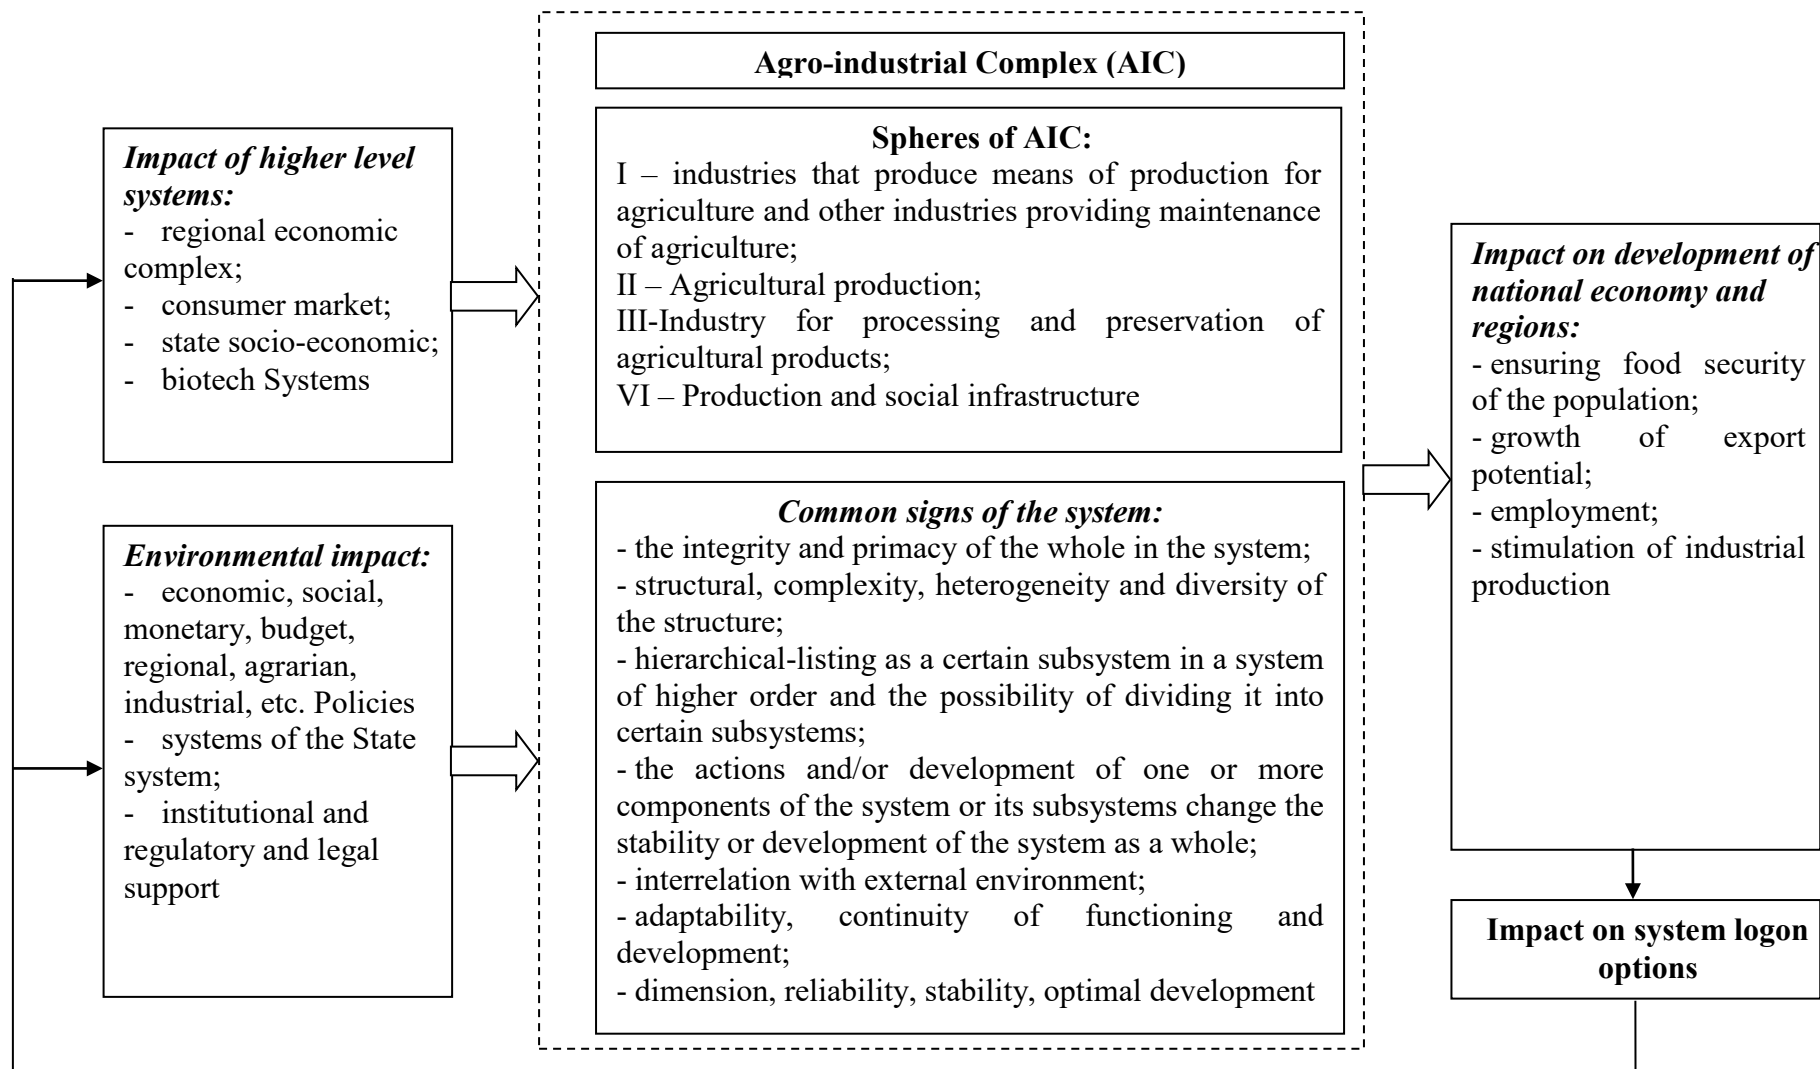 Agro-industrial Complex (AIC)
Impact of higher level
systems:
- regional economic
complex;
- consumer market;
- state socio-economic;
- biotech Systems
Environmental impact:
- economic, social,
monetary, budget,
regional, agrarian,
industrial, etc. Policies
- systems of the State
system;
- institutional and
regulatory and legal
support
Spheres of AIC:
I – industries that produce means of production for
agriculture and other industries providing maintenance
of agriculture;
II – Agricultural production;
III-Industry for processing and preservation of
agricultural products;
VI – Production and social infrastructure
Common signs of the system:
- the integrity and primacy of the whole in the system;
- structural, complexity, heterogeneity and diversity of
the structure;
- hierarchical-listing as a certain subsystem in a system
of higher order and the possibility of dividing it into
certain subsystems;
- the actions and/or development of one or more
components of the system or its subsystems change the
stability or development of the system as a whole;
- interrelation with external environment;
- adaptability, continuity of functioning and
development;
- dimension, reliability, stability, optimal development
Impact on development of
national economy and
regions:
- ensuring food security
of the population;
- growth of export
potential;
- employment;
- stimulation of industrial
production
Impact on system logon
options